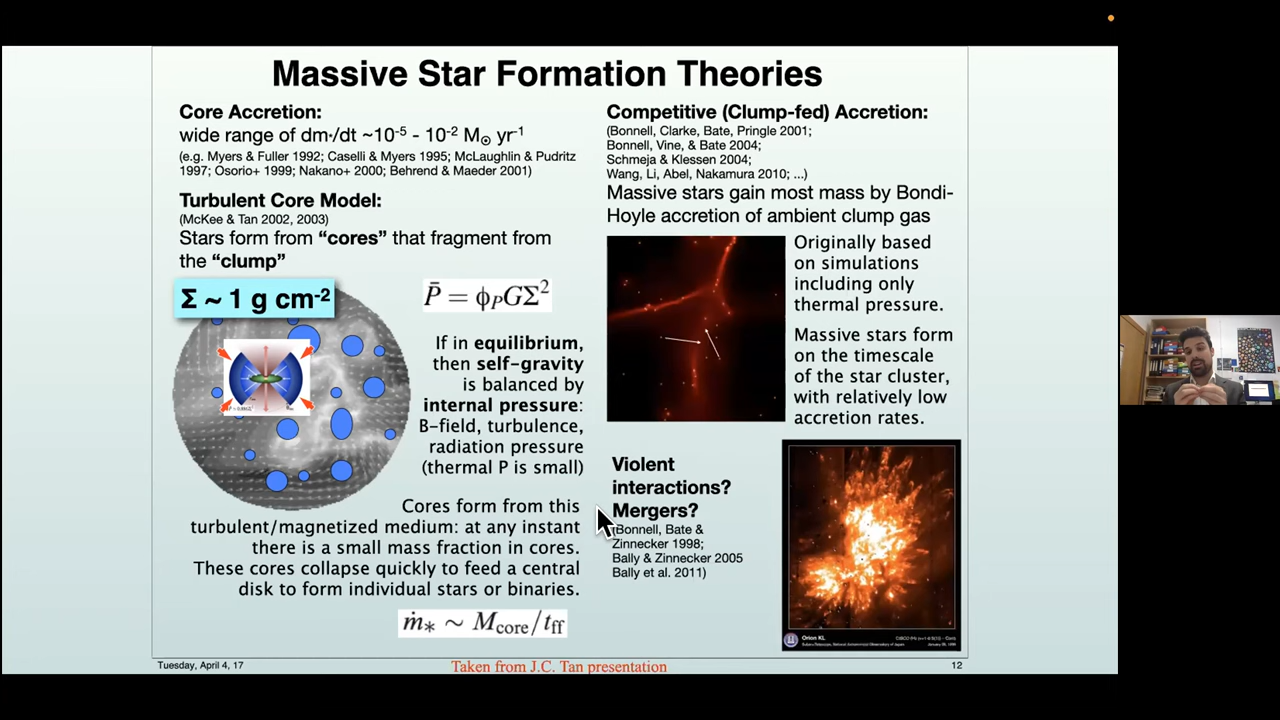 Massive Star Formation Theories
Core Accretion:
wide range of dm*/dt ~10-5 - 10-2 M⊙ yr-1
(e.g. Myers & Fuller 1992; Caselli & Myers 1995; McLaughlin & Pudritz
1997; Osorio+ 1999; Nakano+ 2000; Behrend & Maeder 2001)
Turbulent Core Model:
(McKee & Tan 2002, 2003)
Stars form from “cores” that fragment from
the “clump”
Σ ~ 1 g cm-2
P̄ = ϕPGΣ2
If in equilibrium,
then self-gravity
is balanced by
internal pressure:
B-field, turbulence,
radiation pressure
(thermal P is small)
Cores form from this
turbulent/magnetized medium: at any instant
there is a small mass fraction in cores.
These cores collapse quickly to feed a central
disk to form individual stars or binaries.
ṁ* ~ Mcore/tff
Competitive (Clump-fed) Accretion:
(Bonnell, Clarke, Bate, Pringle 2001;
Bonnell, Vine, & Bate 2004;
Schmeja & Klessen 2004;
Wang, Li, Abel, Nakamura 2010; ...)
Massive stars gain most mass by Bondi-
Hoyle accretion of ambient clump gas
Originally based
on simulations
including only
thermal pressure.
Massive stars form
on the timescale
of the star cluster,
with relatively low
accretion rates.
Violent
interactions?
Mergers?
Bonnell, Bate &
Zinnecker 1998;
Bally & Zinnecker 2005
Bally et al. 2011)
Orion KL
Tuesday, April 4, 17
Taken from J.C. Tan presentation
12